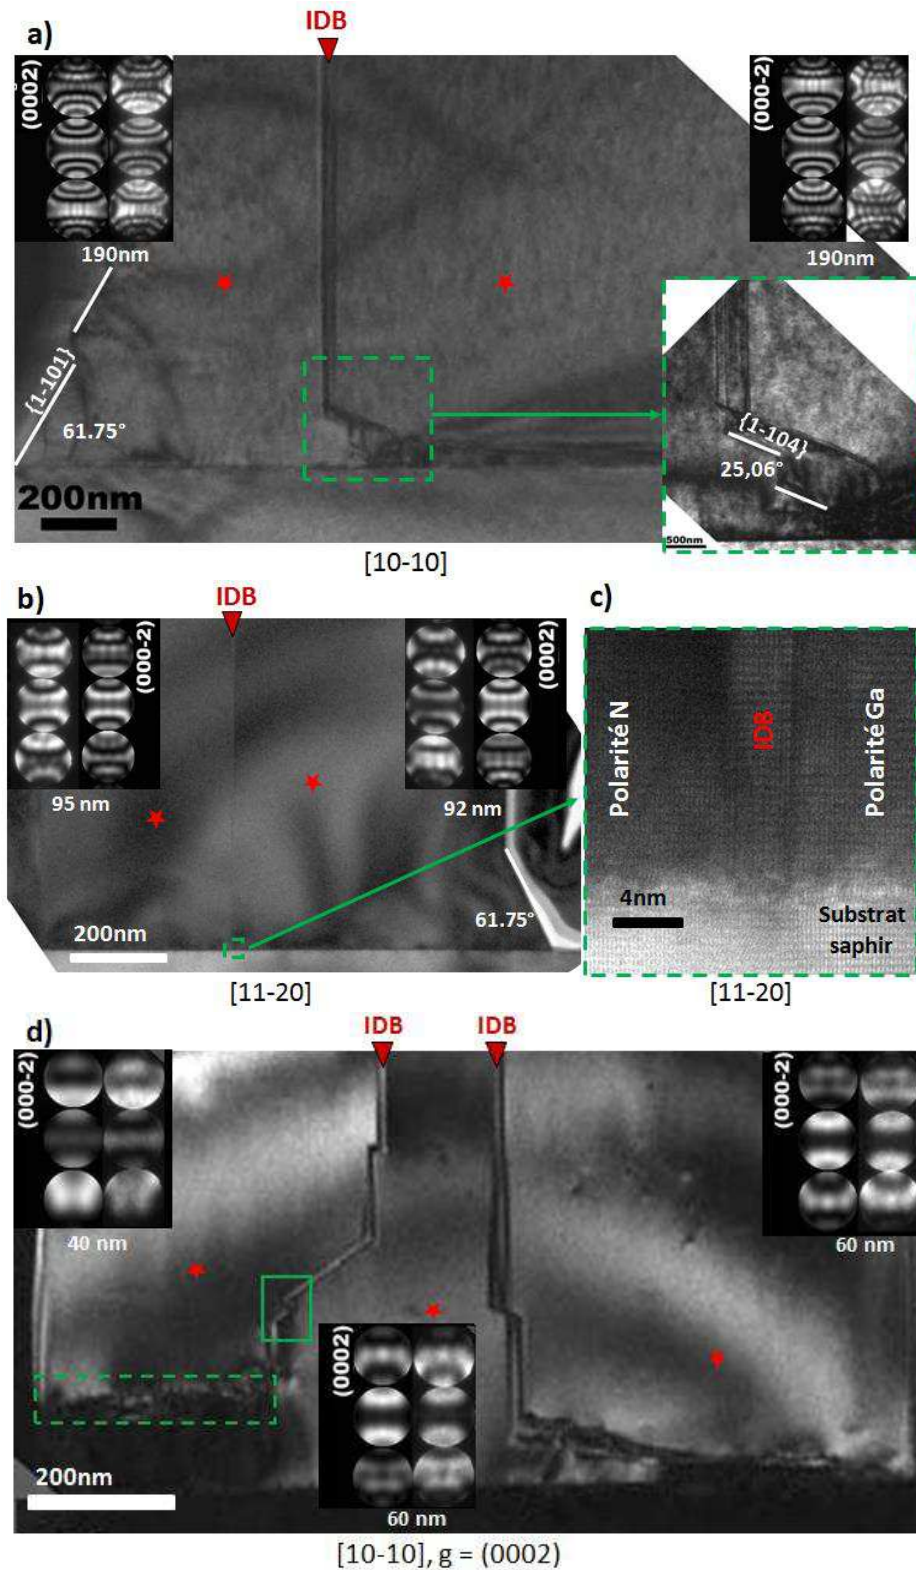 a)
IDB
(0002)
(000-2)
190nm
190nm
{1-101}
61.75°
{1-104}
25,06°
200nm
500nm
[10-10]
b)
IDB
c)
(000-2)
(0002)
95 nm
92 nm
61.75°
200nm
[11-20]
Polarité N
IDB
Polarité Ga
4nm
Substrat
saphir
[11-20]
d)
IDB
IDB
(000-2)
(000-2)
40 nm
60 nm
(0002)
200nm
60 nm
[10-10], g = (0002)